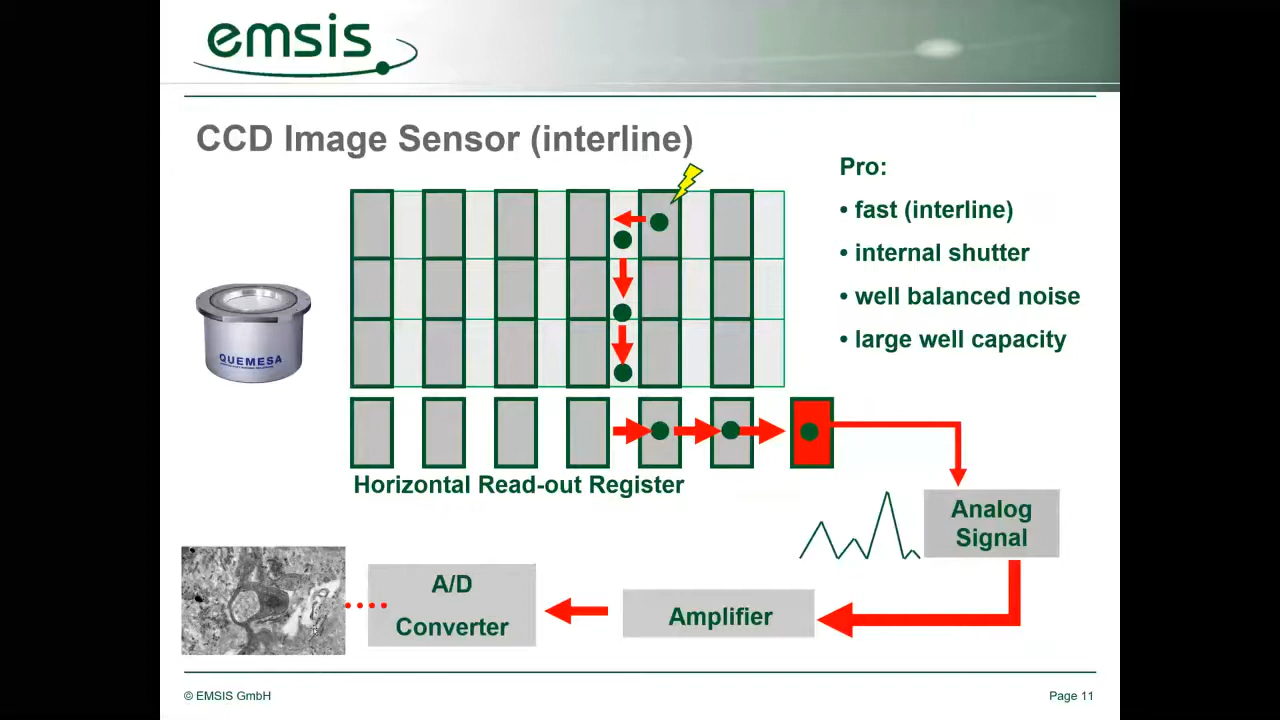 emsis
CCD Image Sensor (interline)
Pro:
• fast (interline)
• internal shutter
• well balanced noise
• large well capacity
QUEMESA
Horizontal Read-out Register
Analog
Signal
Amplifier
A/D
Converter
© EMSIS GmbH
Page 11